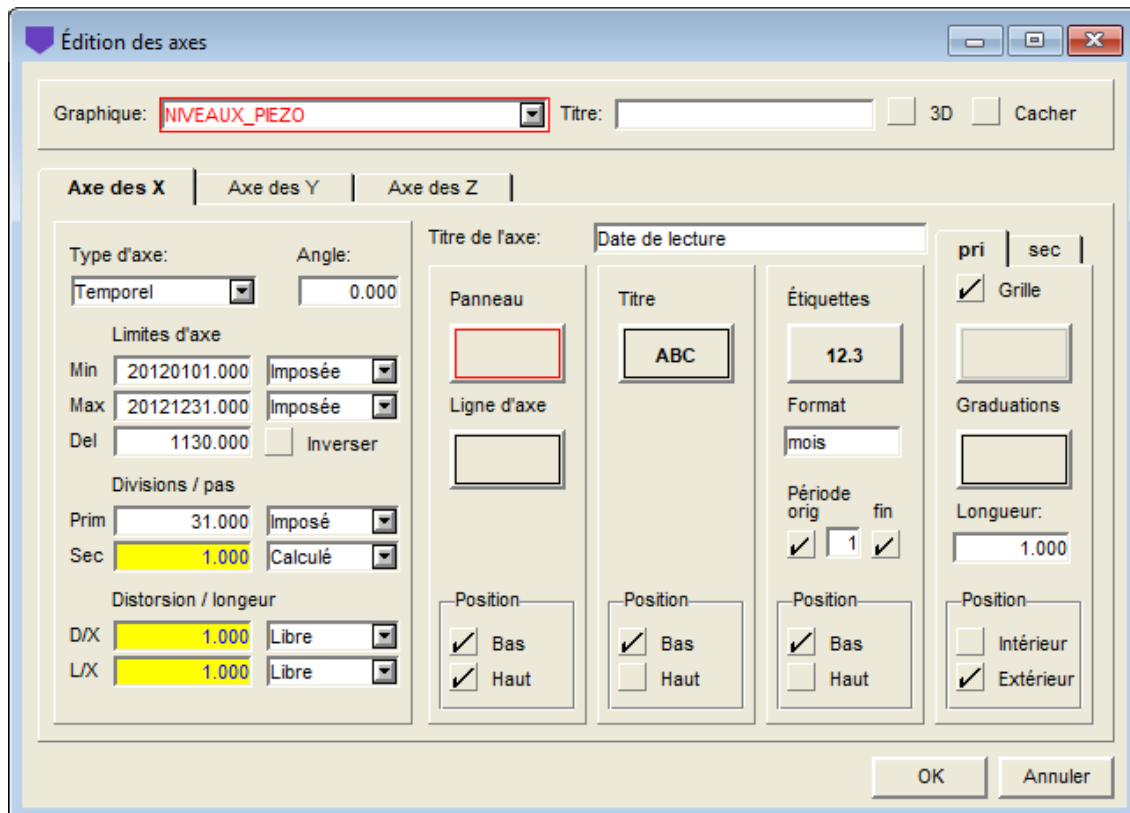 Édition des axes
Graphique: NIVEAUX_PIEZO Titre: 3D Cacher
Axe des X Axe des Y Axe des Z
Type d'axe: Angle:
Temporel 0.000
Limites d'axe
Min 20120101.000 Imposée
Max 20121231.000 Imposée
Del 1130.000 Inverser
Divisions / pas
Prim 31.000 Imposé
Sec 1.000 Calculé
Distorsion / longeur
D/X 1.000 Libre
L/X 1.000 Libre
Titre de l'axe: Date de lecture
Panneau
Ligne d'axe
Position
Bas
Haut
Titre
ABC
Position
Bas
Haut
Étiquettes
12.3
Format
mois
Période
orig fin
1
Position
Bas
Haut
pri sec
Grille
Graduations
Longueur:
1.000
Position
Intérieur
Extérieur
OK Annuler